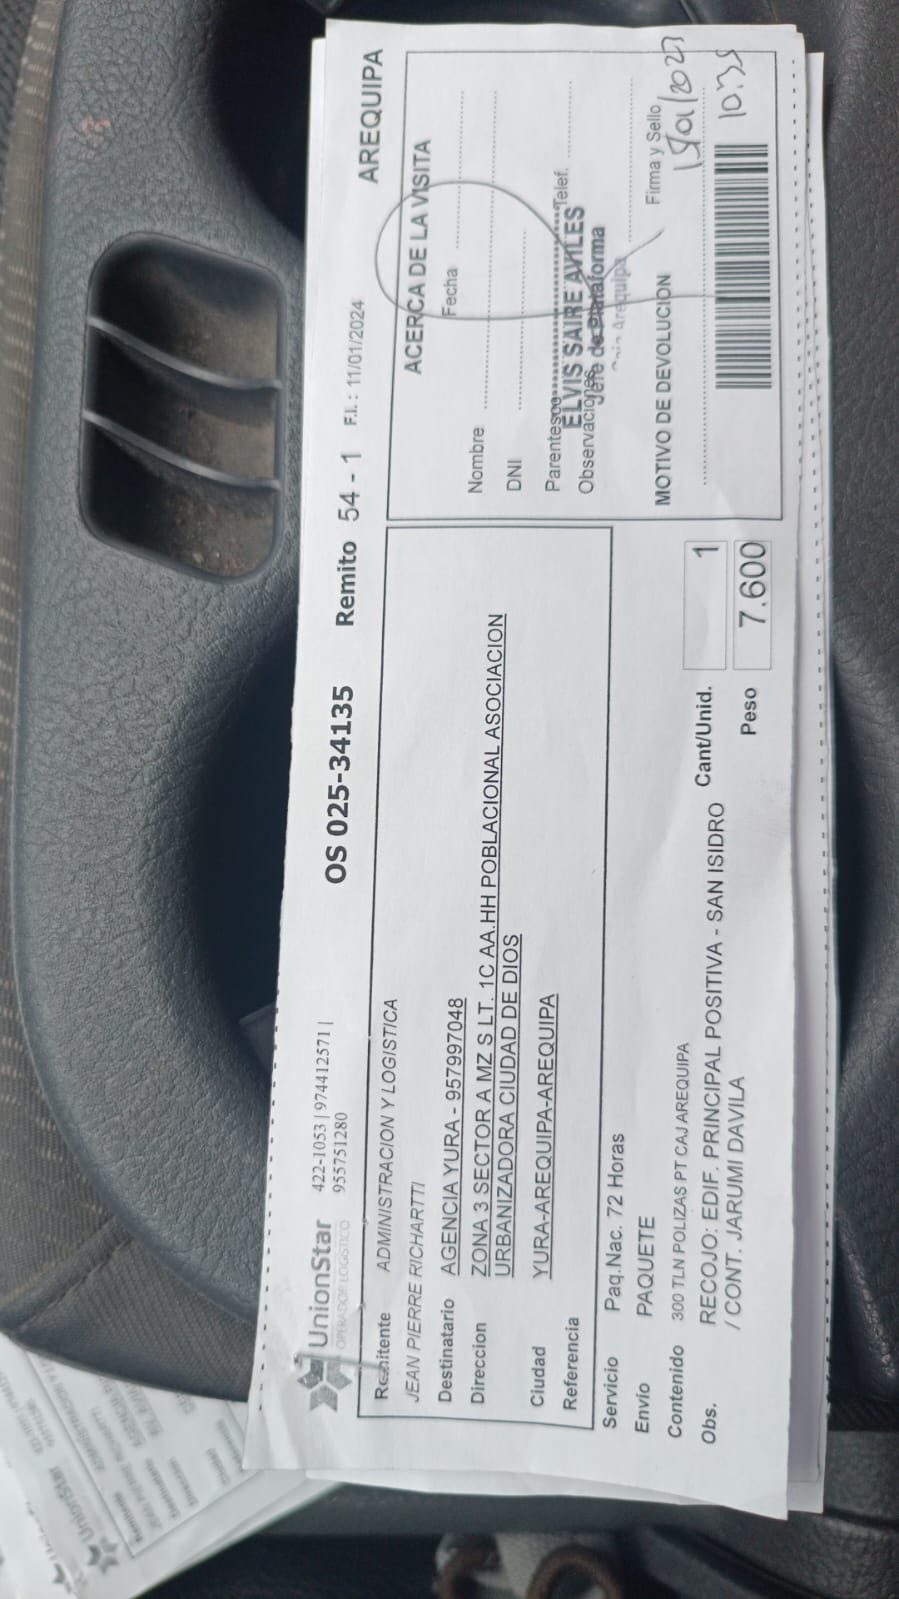 UnionStar
OPERADOR LOGISTICO
422-1053 | 974412571 |
955751280
OS 025-34135
Remito 54 - 1
F.I. : 11/01/2024
AREQUIPA
Remitente ADMINISTRACION Y LOGISTICA
JEAN PIERRE RICHARTTI
Destinatario AGENCIA YURA - 957997048
Direccion ZONA 3 SECTOR A MZ S LT. 1C AA.HH POBLACIONAL ASOCIACION
URBANIZADORA CIUDAD DE DIOS
Ciudad YURA-AREQUIPA-AREQUIPA
Referencia
Servicio Paq.Nac. 72 Horas
Envío PAQUETE
Contenido 300 TLN POLIZAS PT CAJ AREQUIPA
Obs. RECOJO: EDIF. PRINCIPAL POSITIVA - SAN ISIDRO
/ CONT. JARUMI DAVILA
Cant/Unid. 1
Peso 7.600
ACERCA DE LA VISITA
Fecha
Nombre
DNI
Parentesco Telef.
ELVIS SAIRE AVILES
Observaciones
Jefe de Plataforma
Caja Arequipa
Firma y Sello
MOTIVO DE DEVOLUCION
10:35